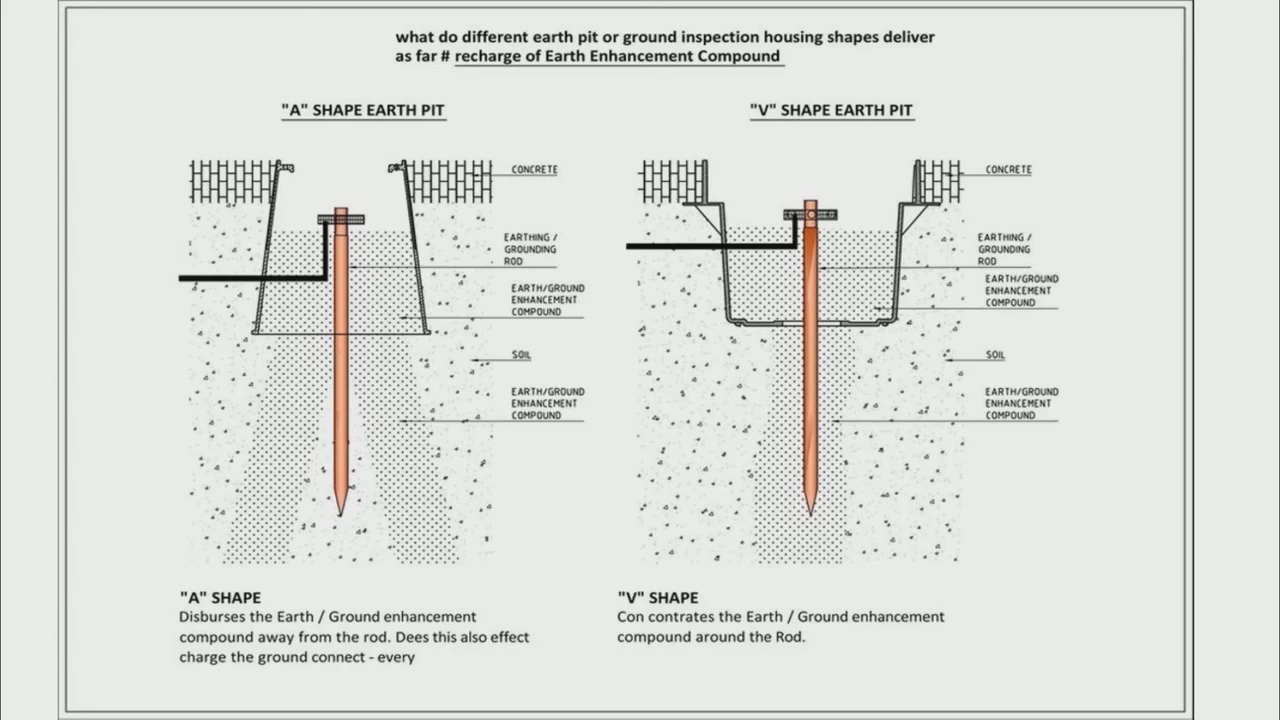 what do different earth pit or ground inspection housing shapes deliver
as far # recharge of Earth Enhancement Compound
"A" SHAPE EARTH PIT
CONCRETE
EARTHING /
GROUNDING
ROD
EARTH/GROUND
ENHANCEMENT
COMPOUND
SOIL
EARTH/GROUND
ENHANCEMENT
COMPOUND
"A" SHAPE
Disburses the Earth / Ground enhancement
compound away from the rod. Dees this also effect
charge the ground connect - every
"V" SHAPE EARTH PIT
CONCRETE
EARTHING /
GROUNDING
ROD
EARTH/GROUND
ENHANCEMENT
COMPOUND
SOIL
EARTH/GROUND
ENHANCEMENT
COMPOUND
"V" SHAPE
Con contrates the Earth / Ground enhancement
compound around the Rod.